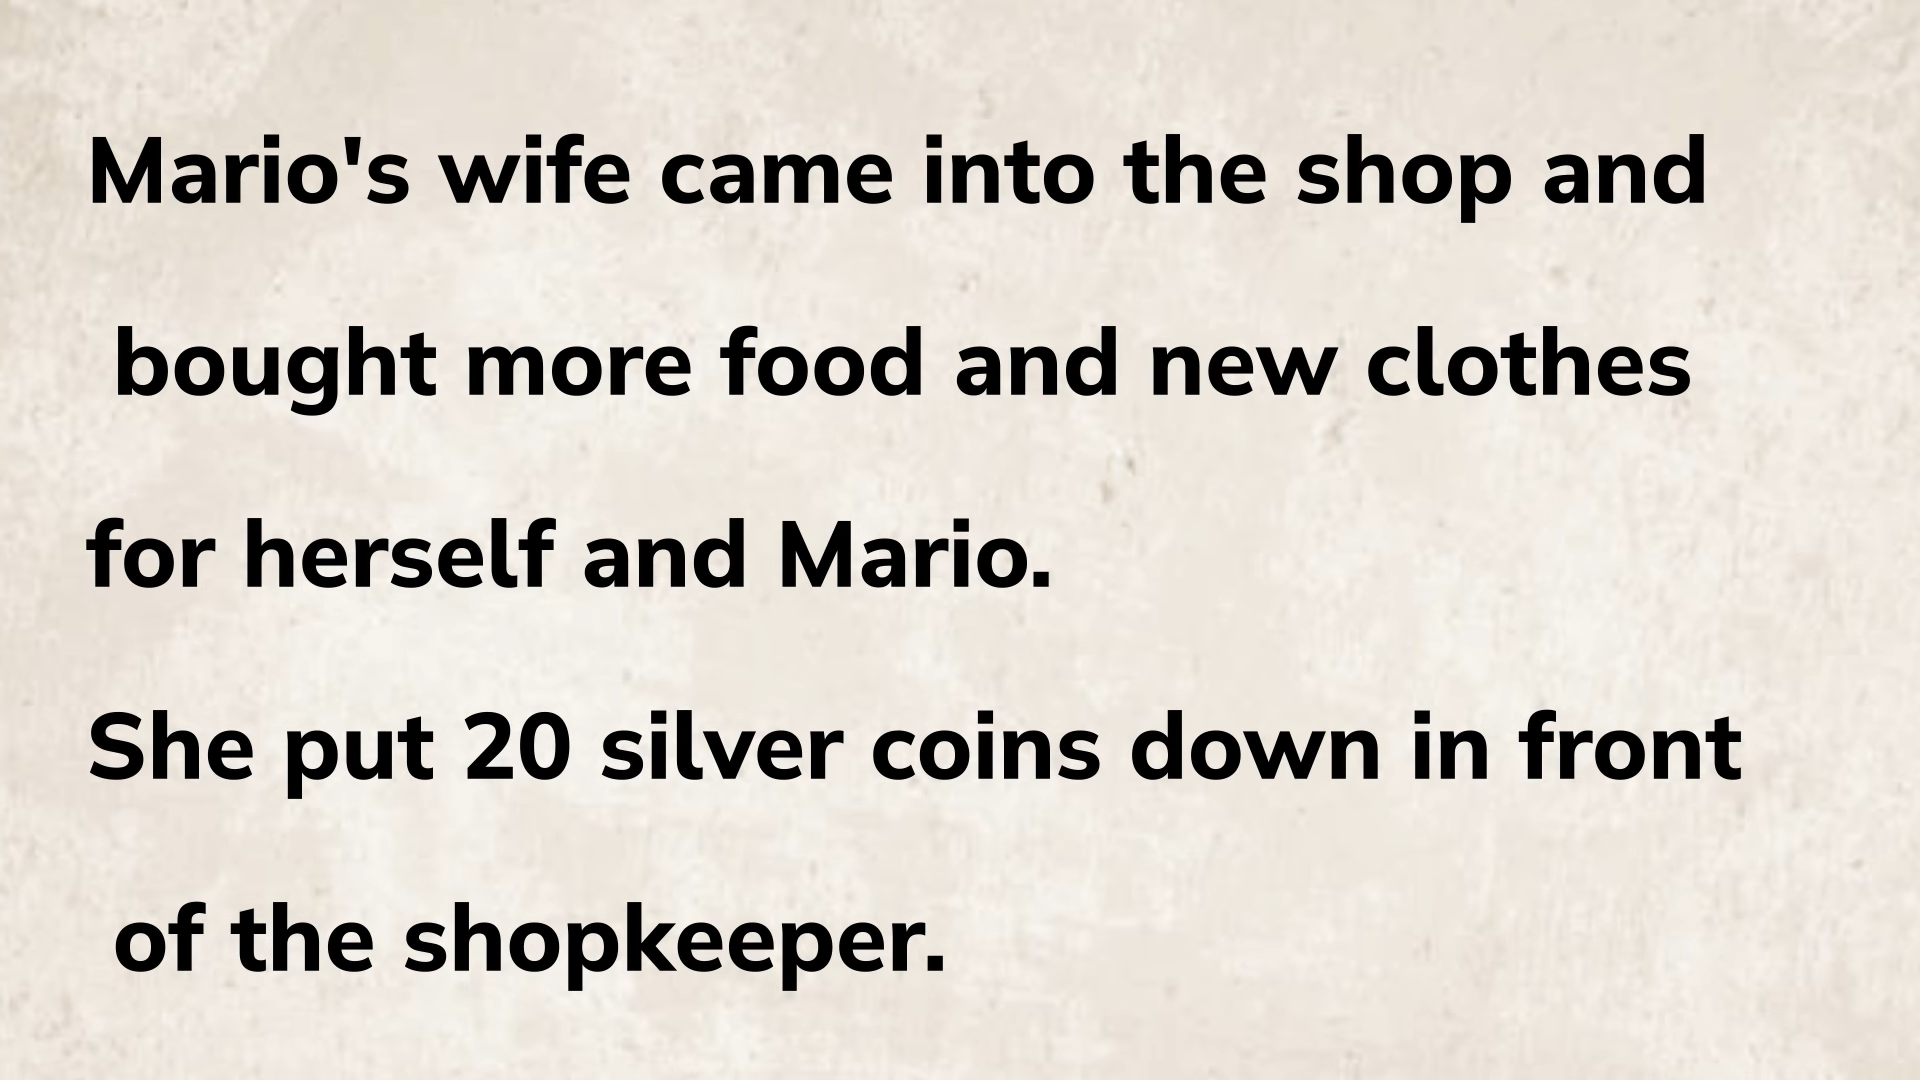 Mario's wife came into the shop and
bought more food and new clothes
for herself and Mario.
She put 20 silver coins down in front
of the shopkeeper.